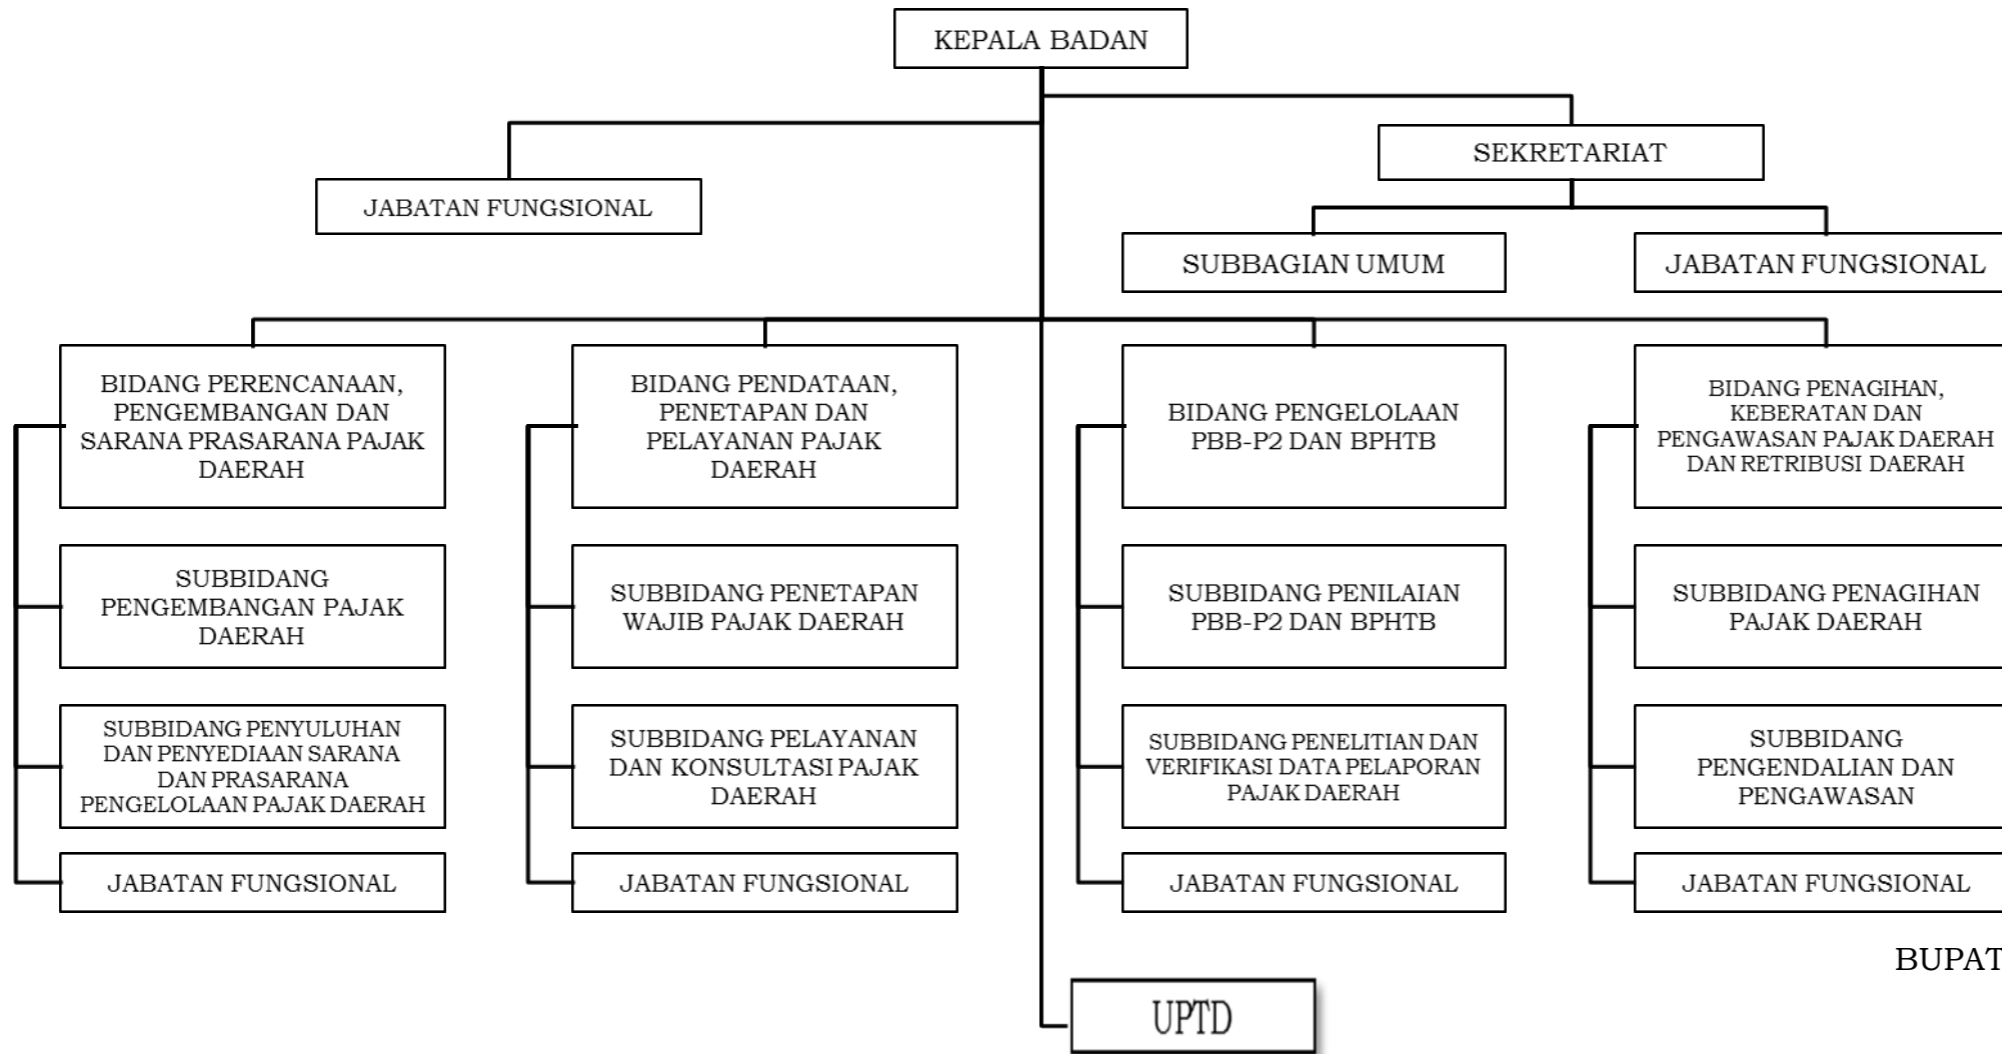 KEPALA BADAN
SEKRETARIAT
JABATAN FUNGSIONAL
SUBBAGIAN UMUM
JABATAN FUNGSIONAL
BIDANG PERENCANAAN,
PENGEMBANGAN DAN
SARANA PRASARANA PAJAK
DAERAH
BIDANG PENDATAAN,
PENETAPAN DAN
PELAYANAN PAJAK
DAERAH
BIDANG PENGELOLAAN
PBB-P2 DAN BPHTB
BIDANG PENAGIHAN,
KEBERATAN DAN
PENGAWASAN PAJAK DAERAH
DAN RETRIBUSI DAERAH
SUBBIDANG
PENGEMBANGAN PAJAK
DAERAH
SUBBIDANG PENETAPAN
WAJIB PAJAK DAERAH
SUBBIDANG PENILAIAN
PBB-P2 DAN BPHTB
SUBBIDANG PENAGIHAN
PAJAK DAERAH
SUBBIDANG PENYULUHAN
DAN PENYEDIAAN SARANA
DAN PRASARANA
PENGELOLAAN PAJAK DAERAH
SUBBIDANG PELAYANAN
DAN KONSULTASI PAJAK
DAERAH
SUBBIDANG PENELITIAN DAN
VERIFIKASI DATA PELAPORAN
PAJAK DAERAH
SUBBIDANG
PENGENDALIAN DAN
PENGAWASAN
JABATAN FUNGSIONAL
JABATAN FUNGSIONAL
JABATAN FUNGSIONAL
JABATAN FUNGSIONAL
BUPAT
UPTD